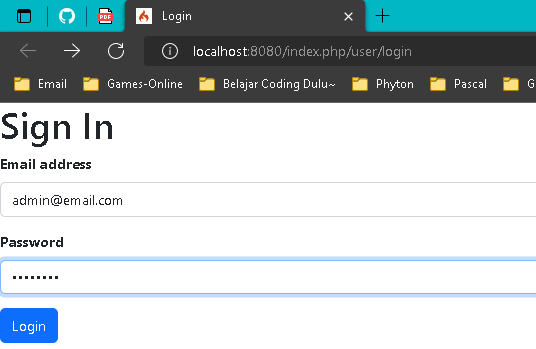 PDF
Login
localhost:8080/index.php/user/login
Email Games-Online Belajar Coding Dulu~ Phyton Pascal G
Sign In
Email address
admin@email.com
Password
••••••••
Login